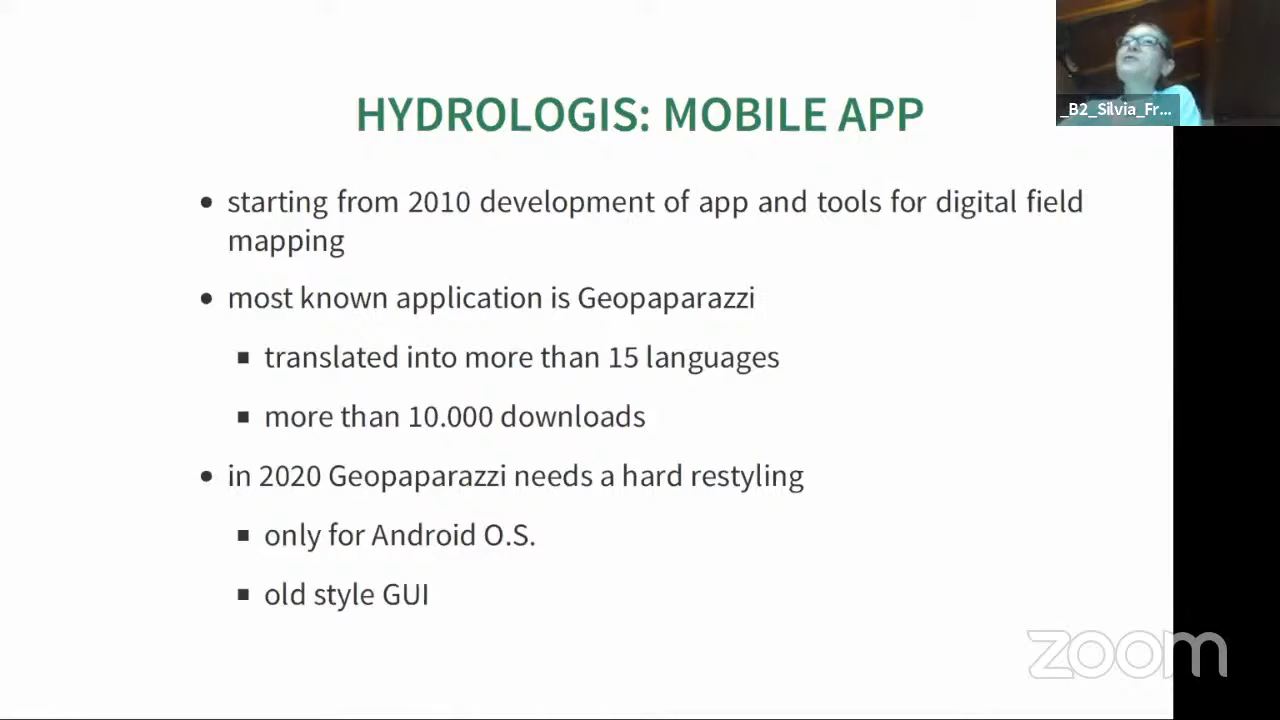 _B2_Silvia_Fr...
HYDROLOGIS: MOBILE APP
• starting from 2010 development of app and tools for digital field
mapping
• most known application is Geopaparazzi
▪ translated into more than 15 languages
▪ more than 10.000 downloads
• in 2020 Geopaparazzi needs a hard restyling
▪ only for Android O.S.
▪ old style GUI
zoom